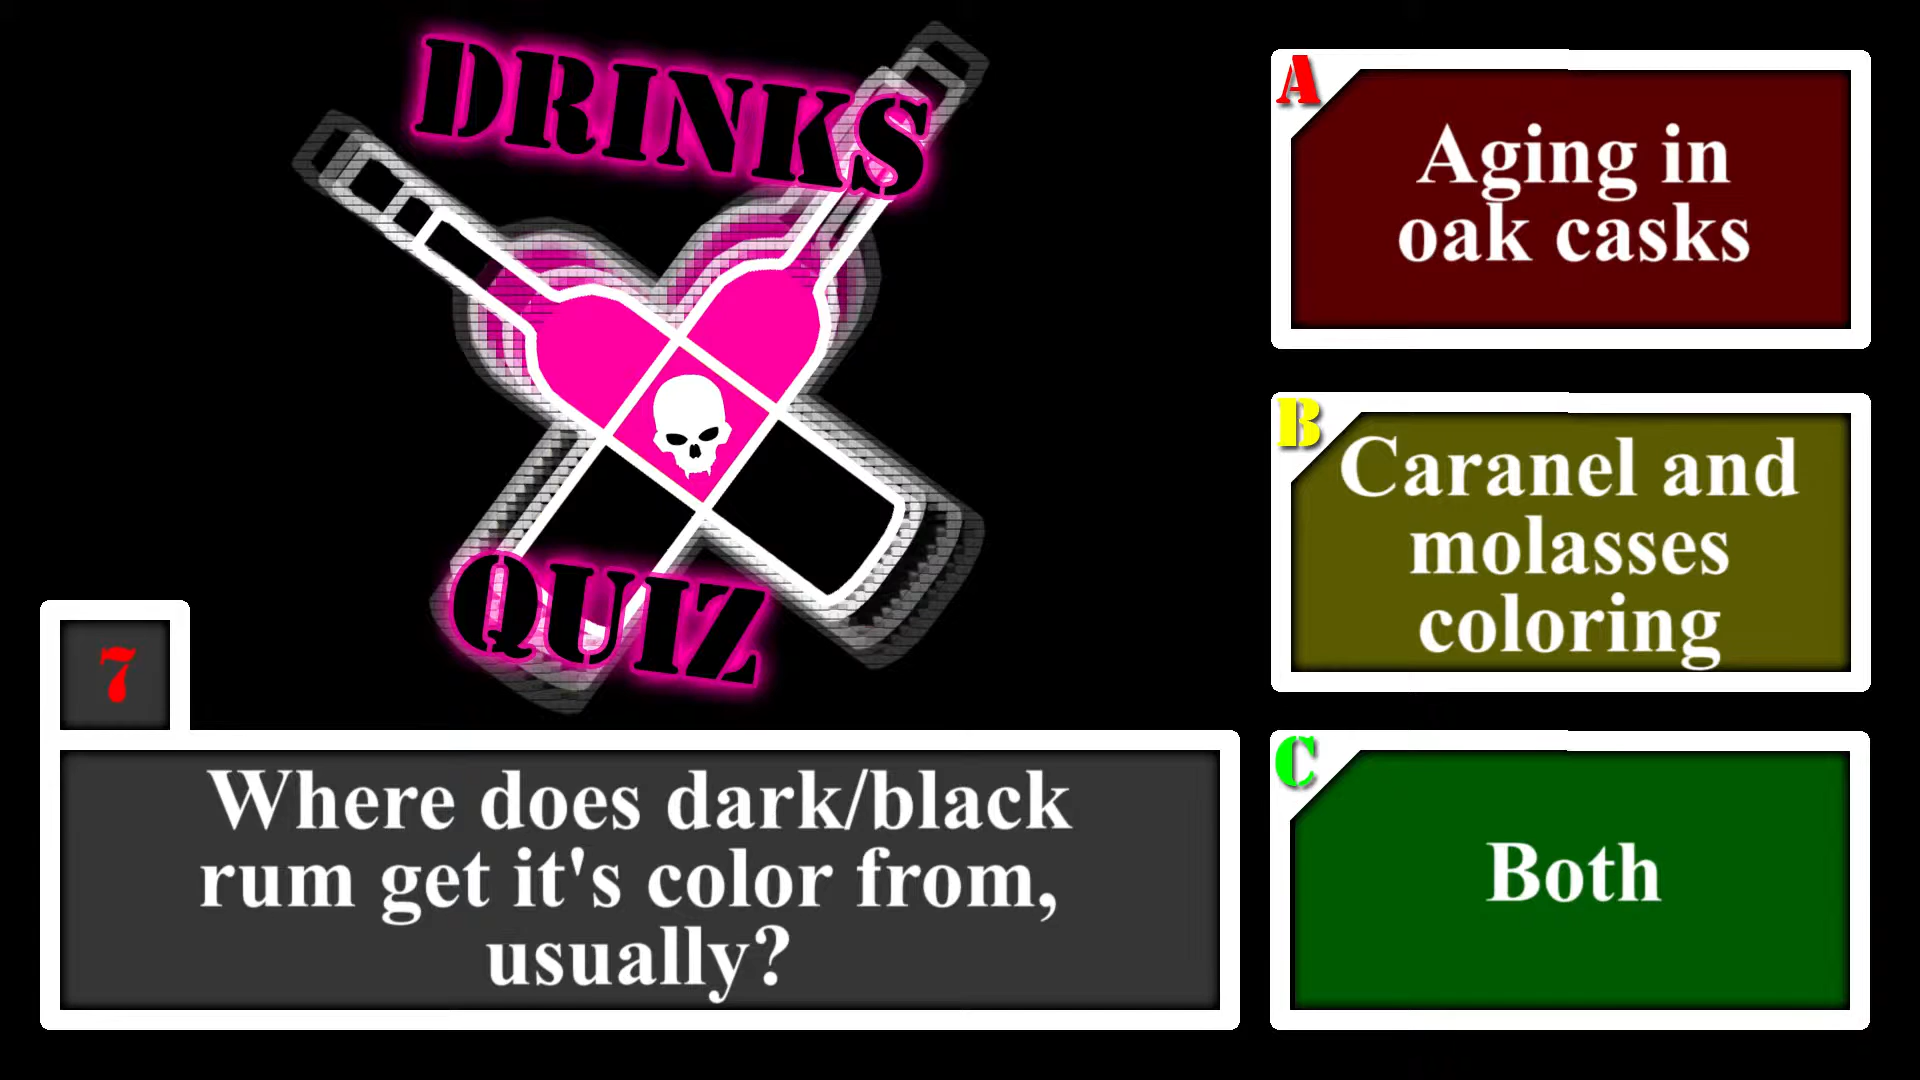 DRINKS
QUIZ
7
Where does dark/black
rum get it's color from,
usually?
A
Aging in
oak casks
B
Caranel and
molasses
coloring
C
Both